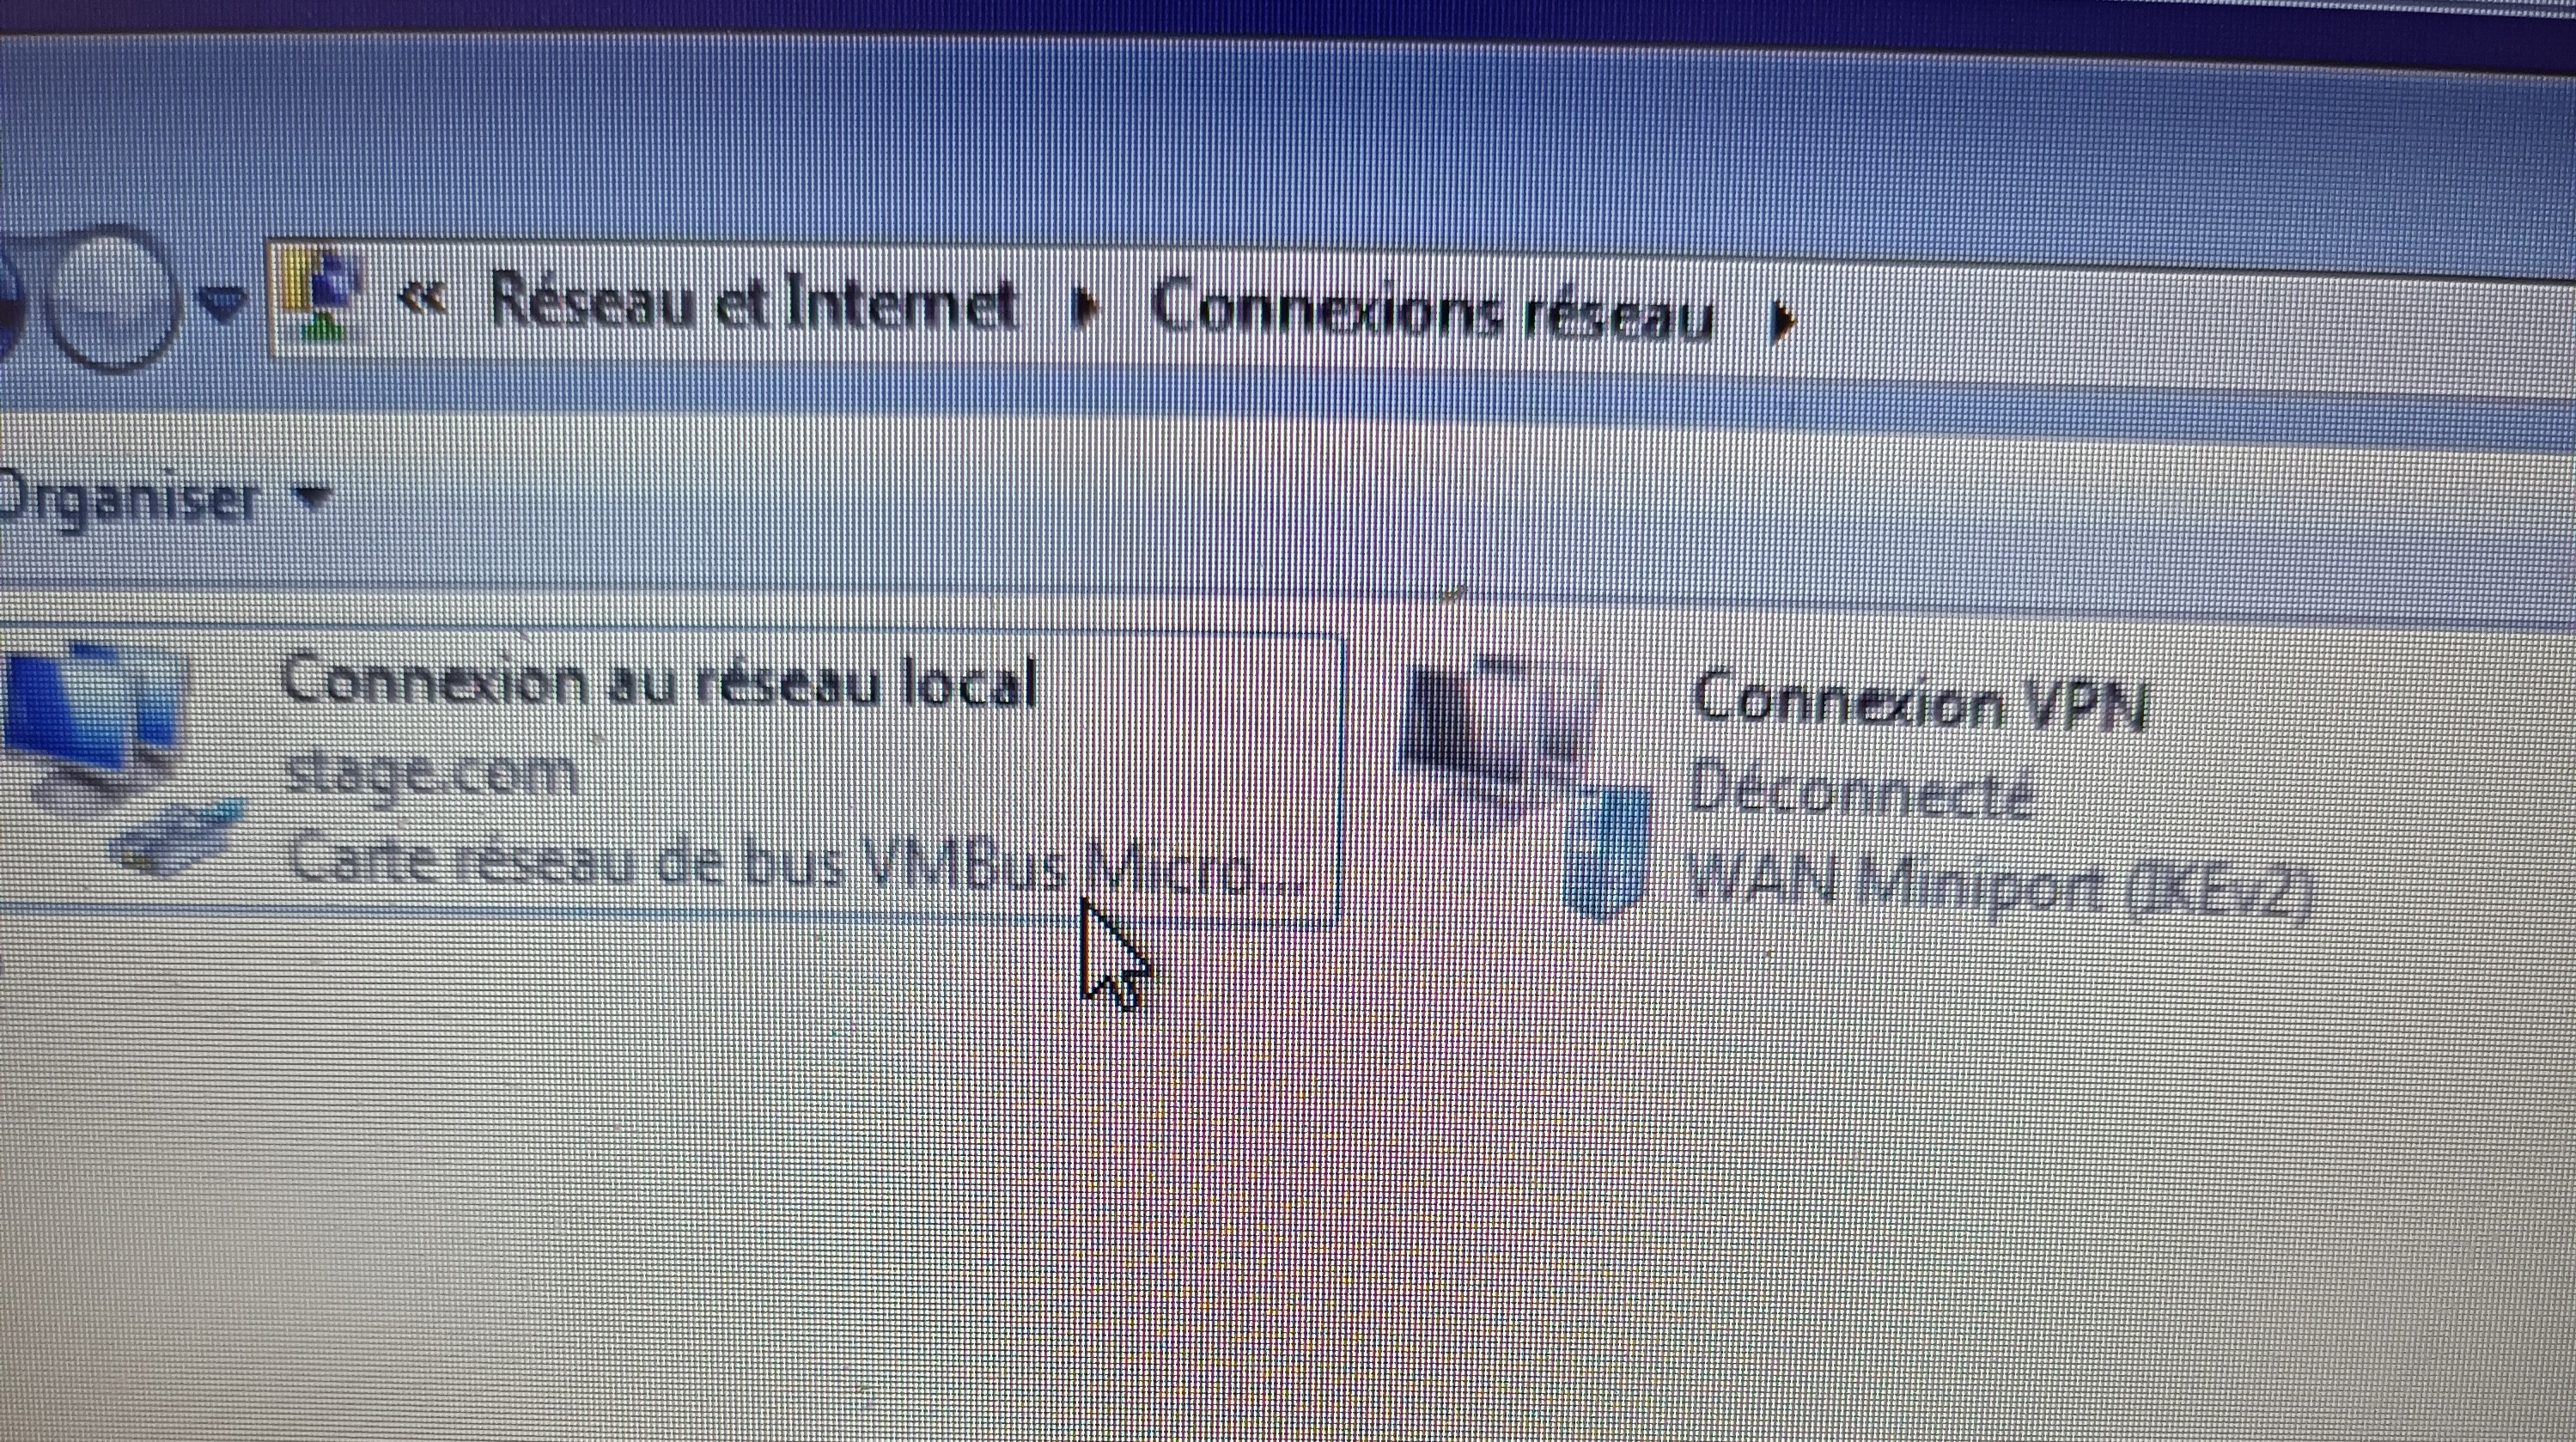 « Réseau et Internet ▸ Connexions réseau ▸
Organiser ▾
Connexion au réseau local
stage.com
Carte réseau de bus VMBus Micro...
Connexion VPN
Déconnecté
WAN Miniport (IKEv2)